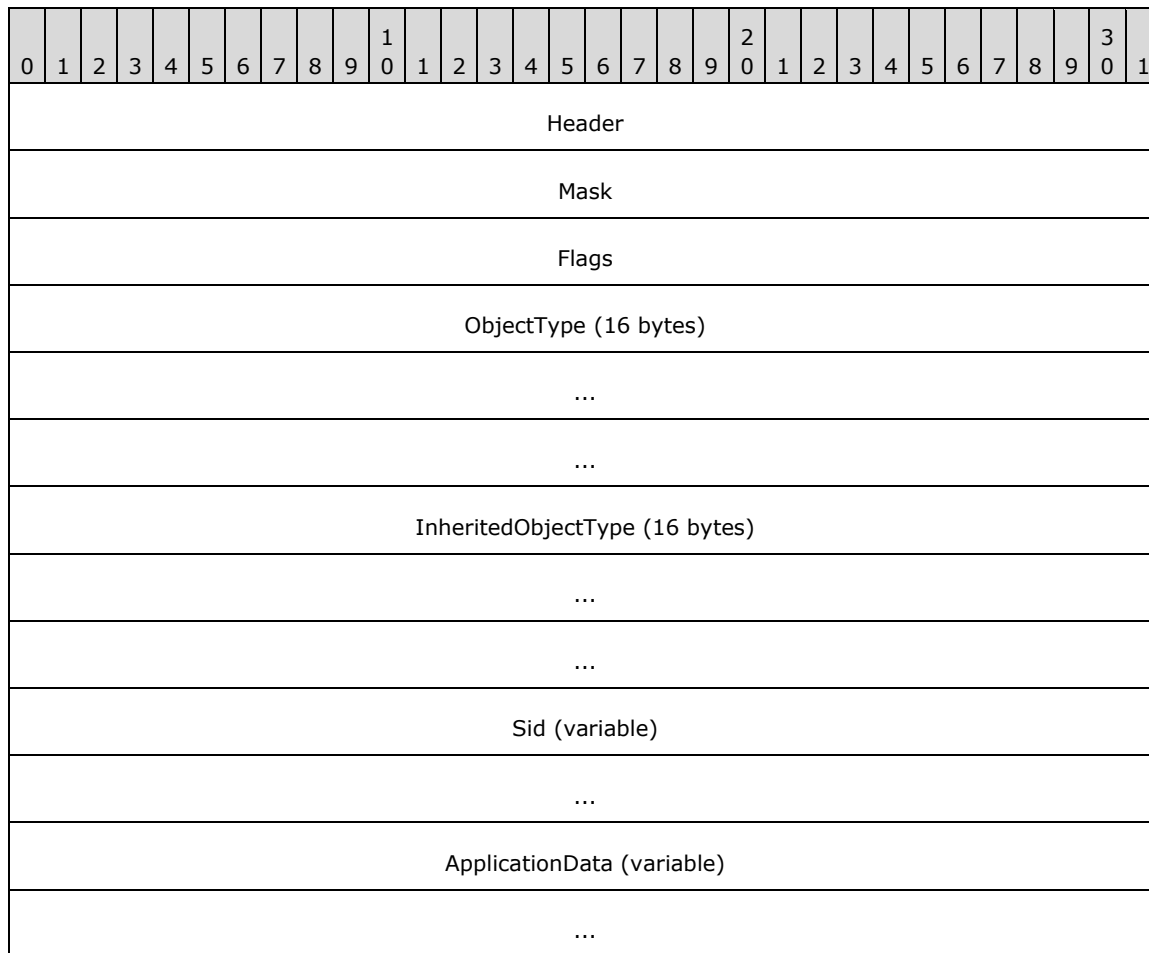 1 2 3
0 1 2 3 4 5 6 7 8 9 0 1 2 3 4 5 6 7 8 9 0 1 2 3 4 5 6 7 8 9 0 1
Header
Mask
Flags
ObjectType (16 bytes)
...
...
InheritedObjectType (16 bytes)
...
...
Sid (variable)
...
ApplicationData (variable)
...